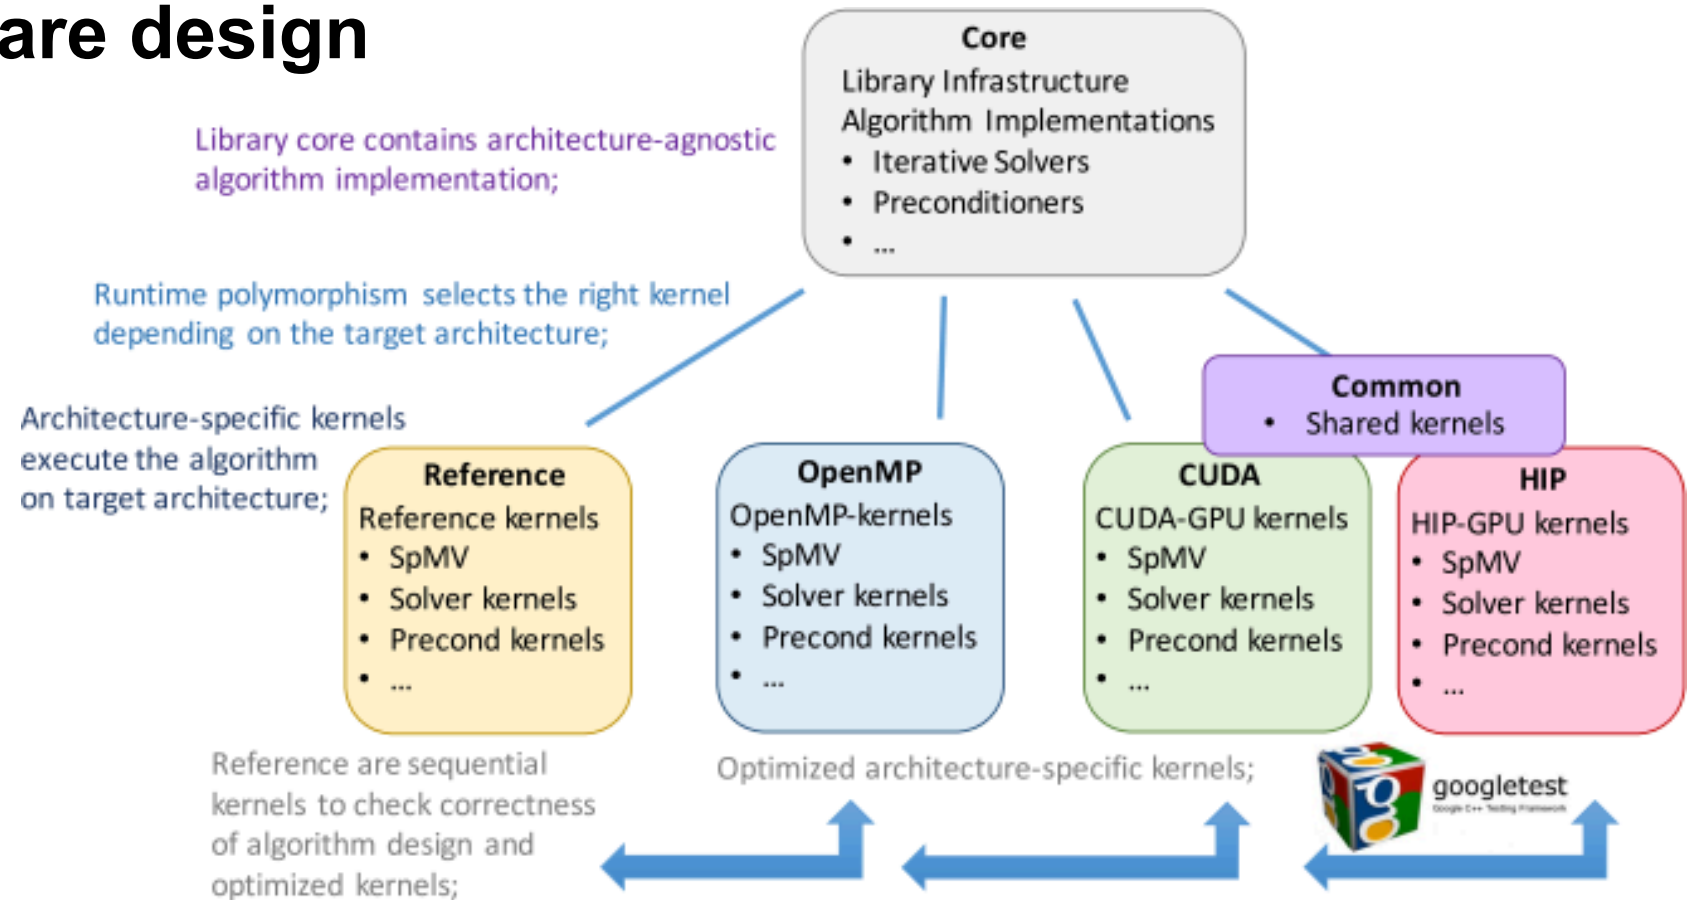 are design
Core
Library Infrastructure
Algorithm Implementations
• Iterative Solvers
• Preconditioners
• ...
Library core contains architecture-agnostic
algorithm implementation;
Runtime polymorphism selects the right kernel
depending on the target architecture;
Architecture-specific kernels
execute the algorithm
on target architecture;
Common
• Shared kernels
Reference
Reference kernels
• SpMV
• Solver kernels
• Precond kernels
• ...
OpenMP
OpenMP-kernels
• SpMV
• Solver kernels
• Precond kernels
• ...
CUDA
CUDA-GPU kernels
• SpMV
• Solver kernels
• Precond kernels
• ...
HIP
HIP-GPU kernels
• SpMV
• Solver kernels
• Precond kernels
• ...
Reference are sequential
kernels to check correctness
of algorithm design and
optimized kernels;
Optimized architecture-specific kernels;
googletest
Google C++ Testing Framework